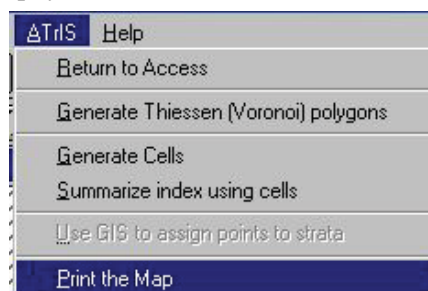 ATrIS Help
Return to Access
Generate Thiessen (Voronoi) polygons
Generate Cells
Summarize index using cells
Use GIS to assign points to strata
Print the Map